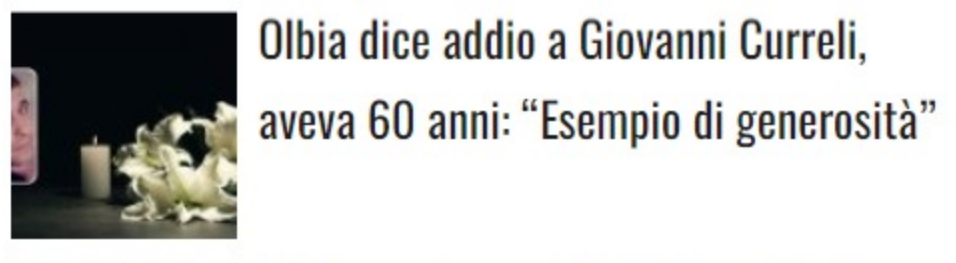 Olbia dice addio a Giovanni Curreli,
aveva 60 anni: “Esempio di generosità”